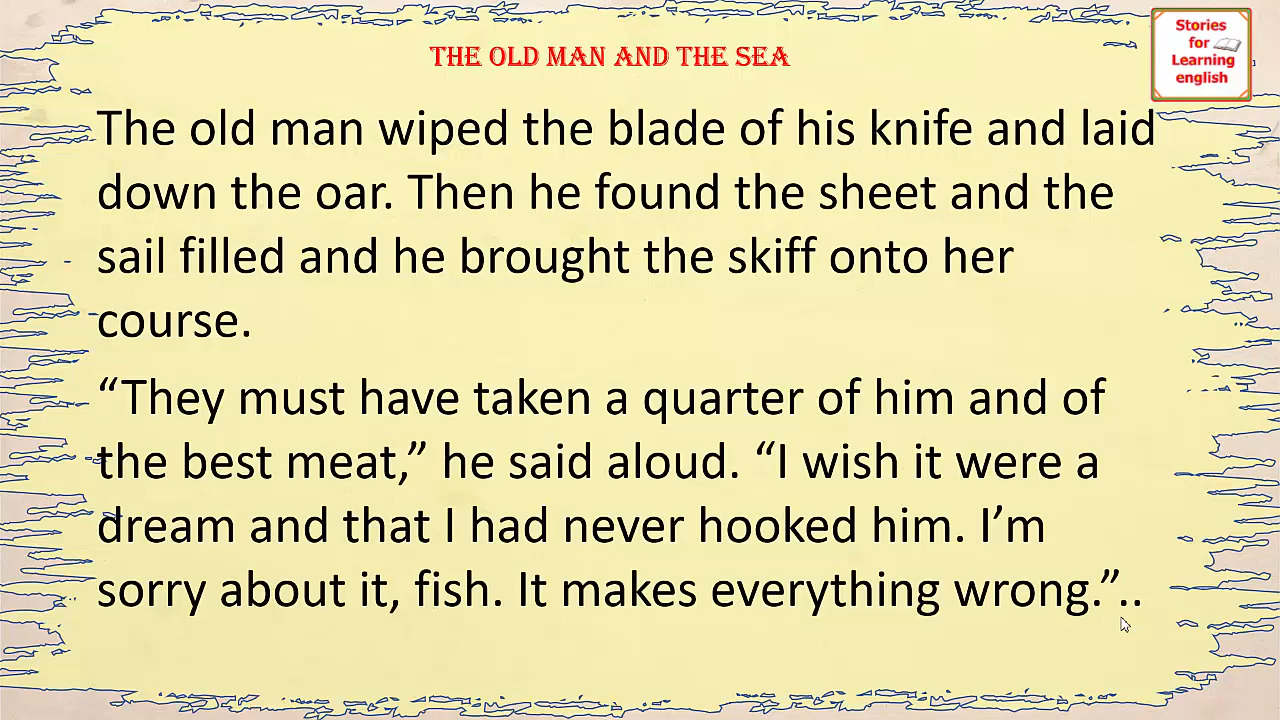 THE OLD MAN AND THE SEA
Stories
for
Learning
english
The old man wiped the blade of his knife and laid
down the oar. Then he found the sheet and the
sail filled and he brought the skiff onto her
course.
“They must have taken a quarter of him and of
the best meat,” he said aloud. “I wish it were a
dream and that I had never hooked him. I’m
sorry about it, fish. It makes everything wrong.”..